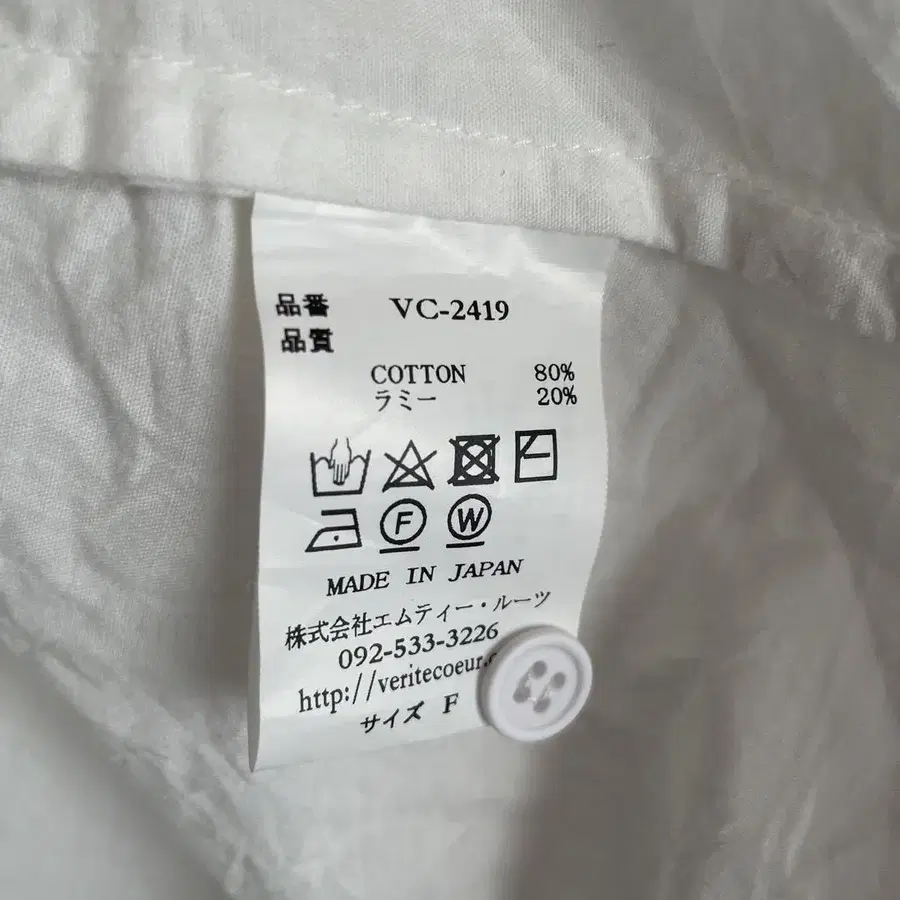 品番 VC-2419
品質
COTTON 80%
ラミー 20%
F W
MADE IN JAPAN
株式会社エムティー・ルーツ
092-533-3226
http://veritecoeur.
サイズ F